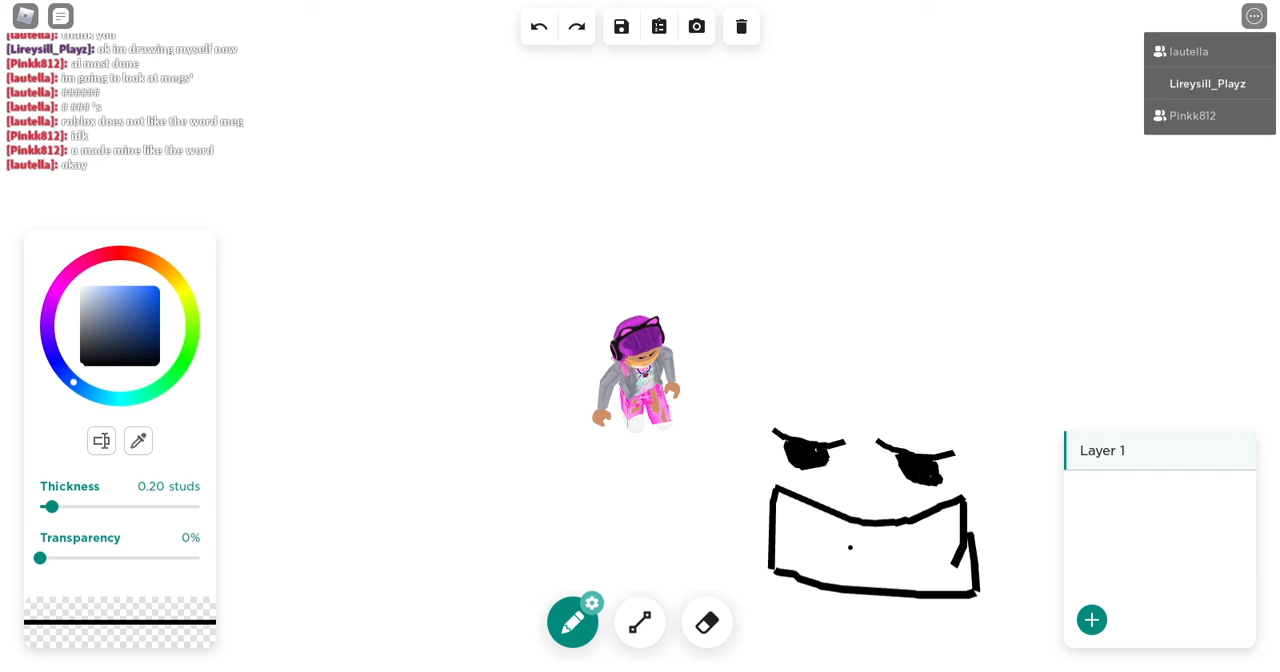 [lautella]: thank you
[Lireysill_Playz]: ok im drawing myself now
[Pinkk812]: al most done
[lautella]: im going to look at megs'
[lautella]: ######
[lautella]: # ### 's
[lautella]: roblox does not like the word meg
[Pinkk812]: idk
[Pinkk812]: u made mine like the word
[lautella]: okay
lautella
Lireysill_Playz
Pinkk812
Thickness 0.20 studs
Transparency 0%
Layer 1